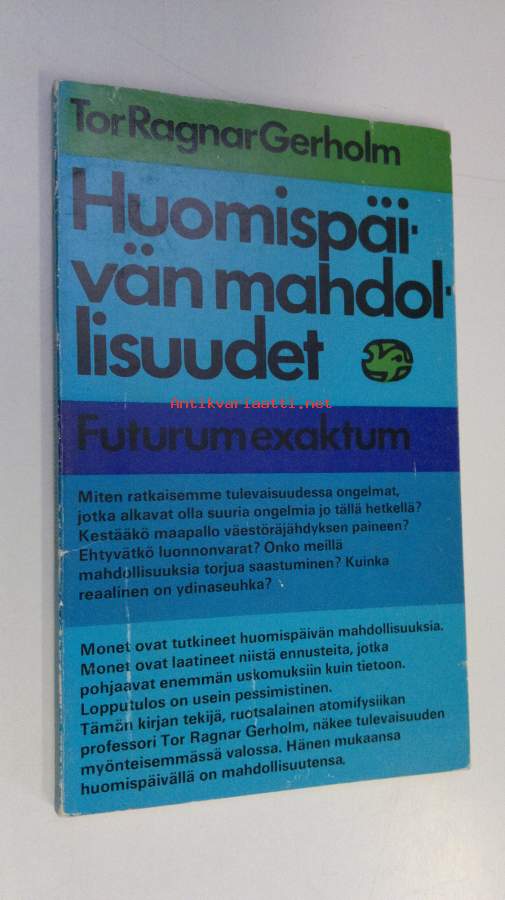 Tor Ragnar Gerholm
Huomispäi-
vän mahdol-
lisuudet
Antikvariaatti.net
Futurum exaktum
Miten ratkaisemme tulevaisuudessa ongelmat,
jotka alkavat olla suuria ongelmia jo tällä hetkellä?
Kestääkö maapallo väestöräjähdyksen paineen?
Ehtyvätkö luonnonvarat? Onko meillä
mahdollisuuksia torjua saastuminen? Kuinka
reaalinen on ydinaseuhka?
Monet ovat tutkineet huomispäivän mahdollisuuksia.
Monet ovat laatineet niistä ennusteita, jotka
pohjaavat enemmän uskomuksiin kuin tietoon.
Lopputulos on usein pessimistinen.
Tämän kirjan tekijä, ruotsalainen atomifysiikan
professori Tor Ragnar Gerholm, näkee tulevaisuuden
myönteisemmässä valossa. Hänen mukaansa
huomispäivällä on mahdollisuutensa.